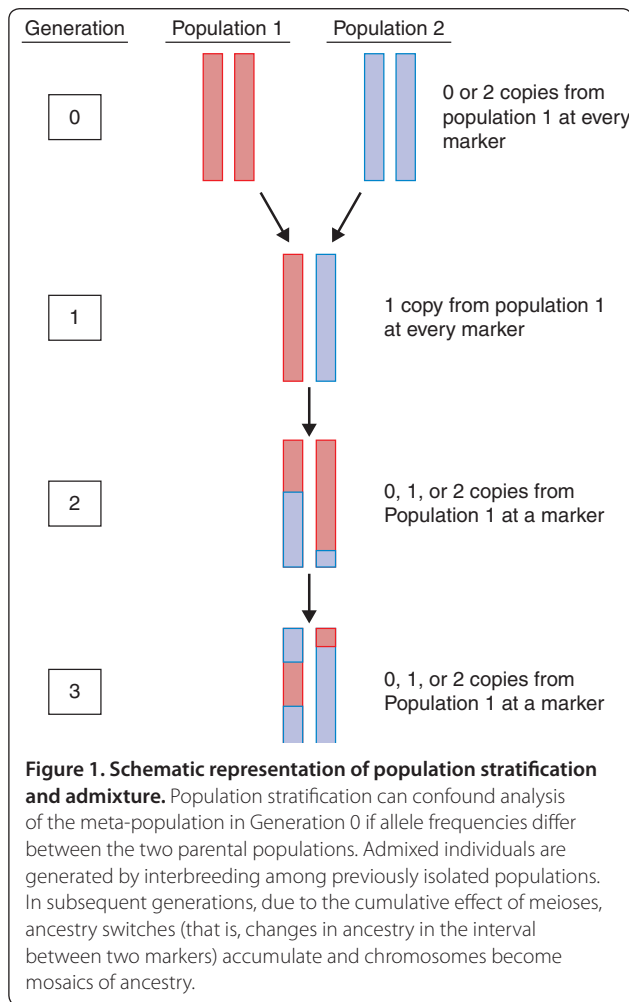 Generation Population 1 Population 2
0
0 or 2 copies from
population 1 at every
marker
1
1 copy from population 1
at every marker
2
0, 1, or 2 copies from
Population 1 at a marker
3
0, 1, or 2 copies from
Population 1 at a marker
Figure 1. Schematic representation of population stratification
and admixture. Population stratification can confound analysis
of the meta-population in Generation 0 if allele frequencies differ
between the two parental populations. Admixed individuals are
generated by interbreeding among previously isolated populations.
In subsequent generations, due to the cumulative effect of meioses,
ancestry switches (that is, changes in ancestry in the interval
between two markers) accumulate and chromosomes become
mosaics of ancestry.